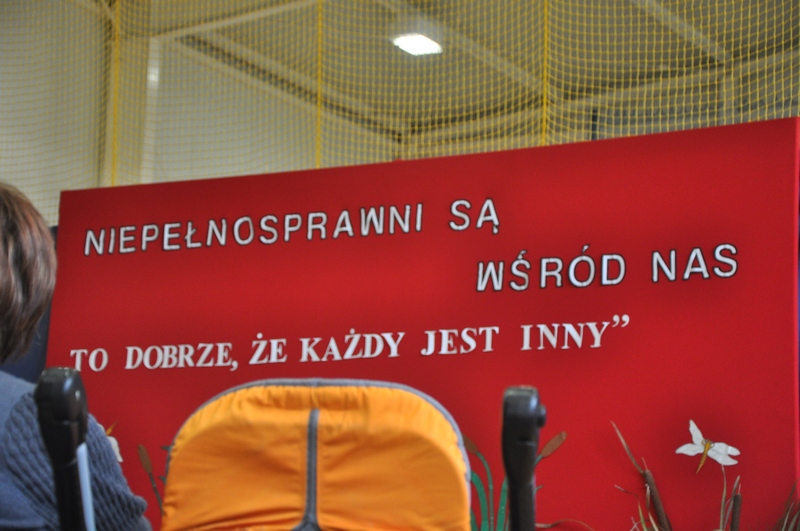 NIEPEŁNOSPRAWNI SĄ
WŚRÓD NAS
TO DOBRZE, ŻE KAŻDY JEST INNY”